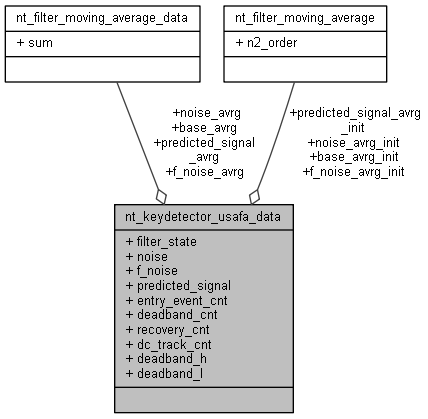 nt_filter_moving_average_data
+ sum
nt_filter_moving_average
+ n2_order
+noise_avrg
+base_avrg
+predicted_signal
_avrg
+f_noise_avrg
+predicted_signal_avrg
_init
+noise_avrg_init
+base_avrg_init
+f_noise_avrg_init
nt_keydetector_usafa_data
+ filter_state
+ noise
+ f_noise
+ predicted_signal
+ entry_event_cnt
+ deadband_cnt
+ recovery_cnt
+ dc_track_cnt
+ deadband_h
+ deadband_l